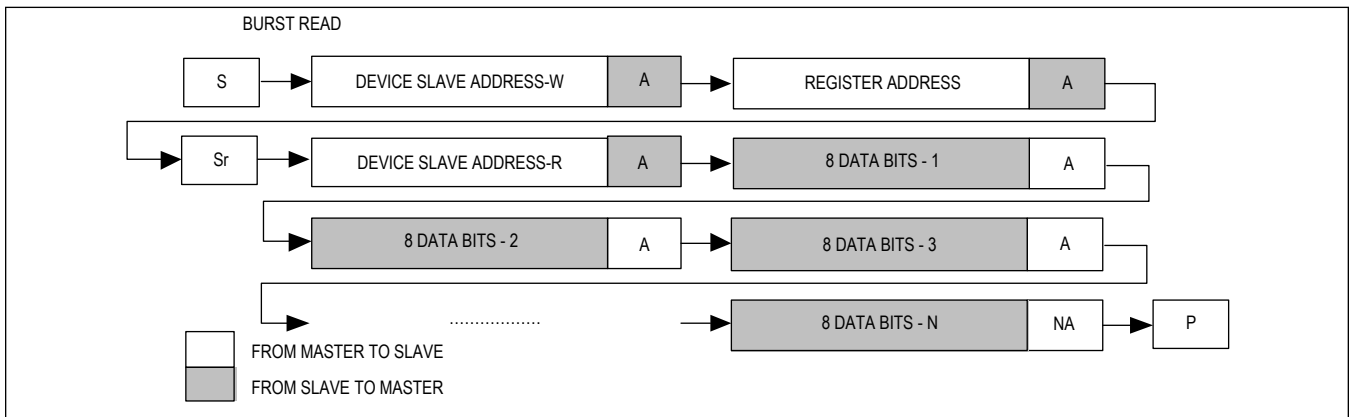 BURST READ
S DEVICE SLAVE ADDRESS-W A REGISTER ADDRESS A
Sr DEVICE SLAVE ADDRESS-R A 8 DATA BITS - 1 A
8 DATA BITS - 2 A 8 DATA BITS - 3 A
.................. 8 DATA BITS - N NA P
FROM MASTER TO SLAVE
FROM SLAVE TO MASTER